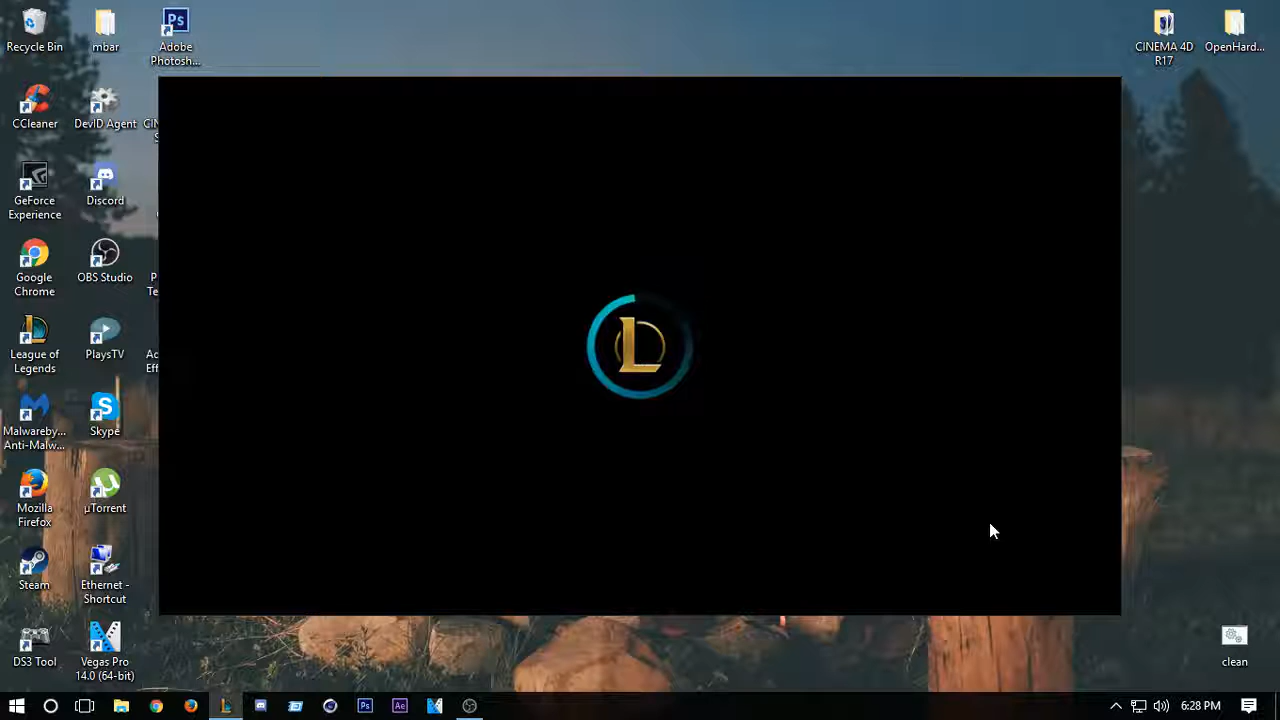 Recycle Bin
mbar
Adobe
Photosh...
CINEMA 4D
R17
OpenHard...
CCleaner
DevID Agent
GeForce
Experience
Discord
Google
Chrome
OBS Studio
League of
Legends
PlaysTV
Malwareby...
Anti-Malw...
Skype
Mozilla
Firefox
µTorrent
Steam
Ethernet -
Shortcut
DS3 Tool
Vegas Pro
14.0 (64-bit)
clean
6:28 PM